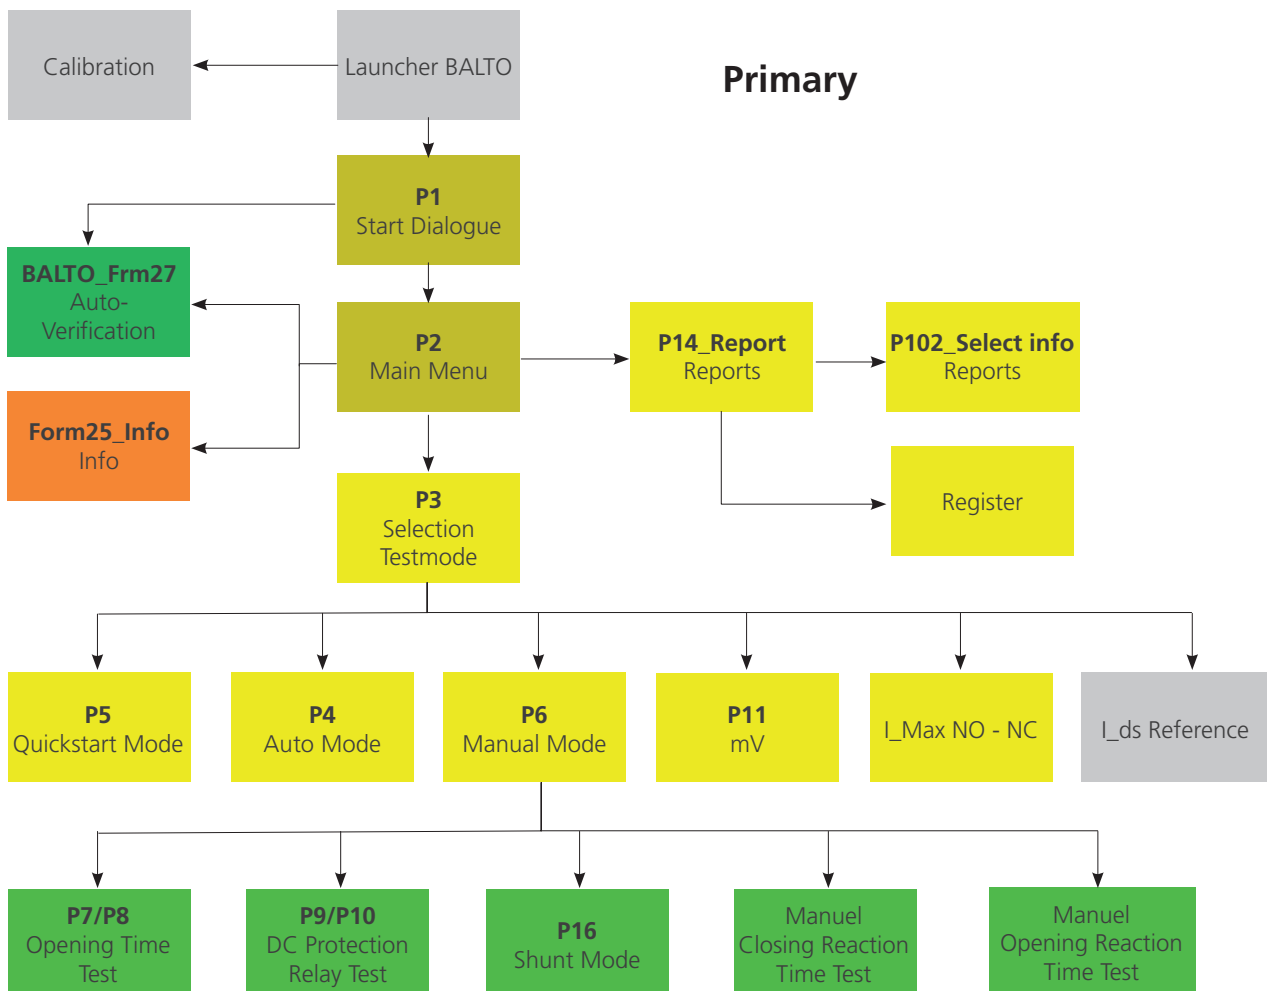 Calibration
Launcher BALTO
Primary
P1
Start Dialogue
BALTO_Frm27
Auto-
Verification
P2
Main Menu
P14_Report
Reports
P102_Select info
Reports
Form25_Info
Info
P3
Selection
Testmode
Register
P5
Quickstart Mode
P4
Auto Mode
P6
Manual Mode
P11
mV
I_Max NO - NC
I_ds Reference
P7/P8
Opening Time
Test
P9/P10
DC Protection
Relay Test
P16
Shunt Mode
Manuel
Closing Reaction
Time Test
Manuel
Opening Reaction
Time Test